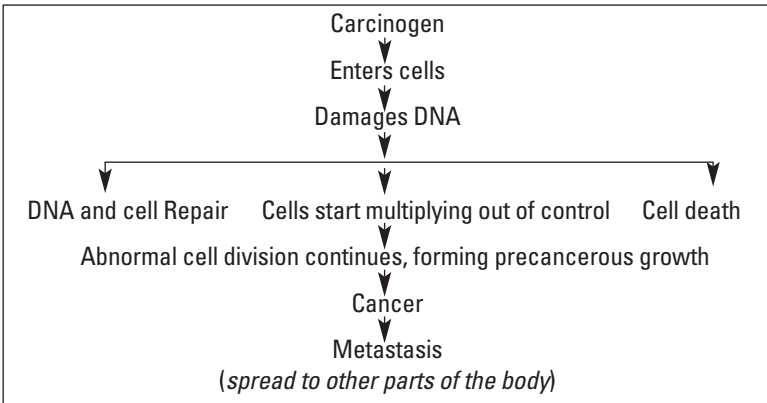 Carcinogen
Enters cells
Damages DNA
DNA and cell Repair Cells start multiplying out of control Cell death
Abnormal cell division continues, forming precancerous growth
Cancer
Metastasis
(spread to other parts of the body)